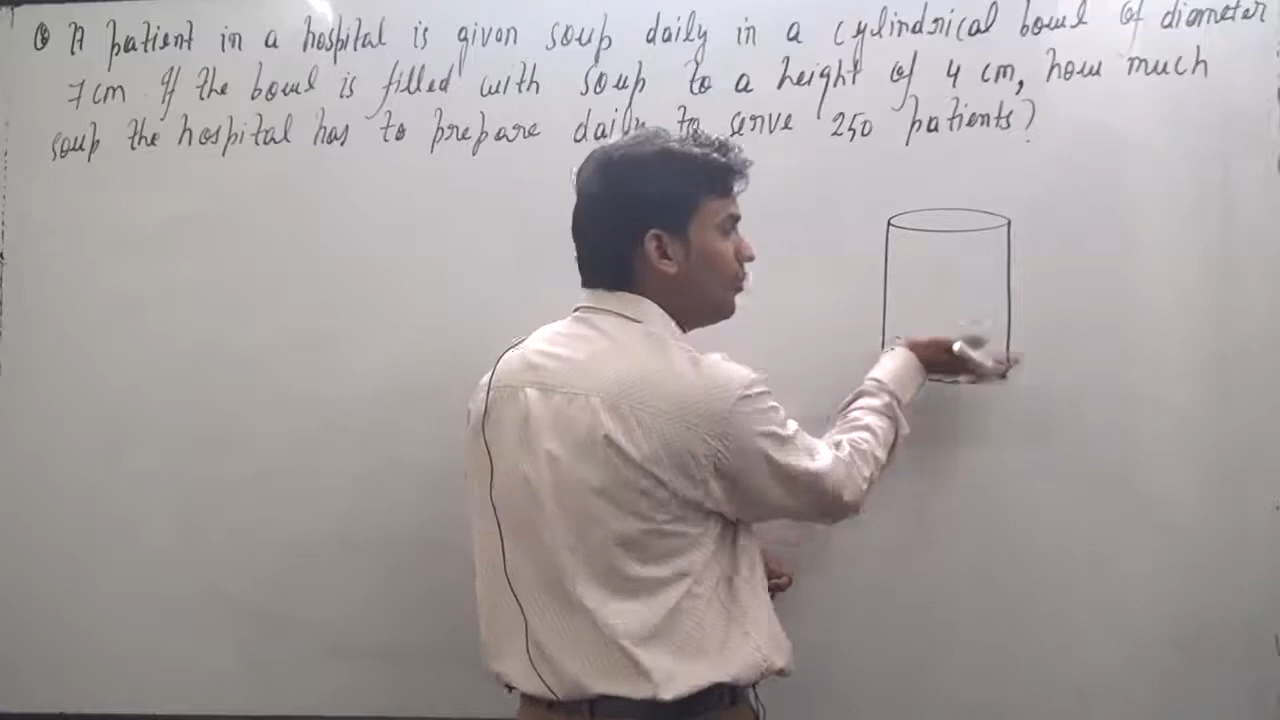 Q A patient in a hospital is given soup daily in a cylindrical bowl of diameter
7 cm. If the bowl is filled with soup to a height of 4 cm, how much
soup the hospital has to prepare daily to serve 250 patients?